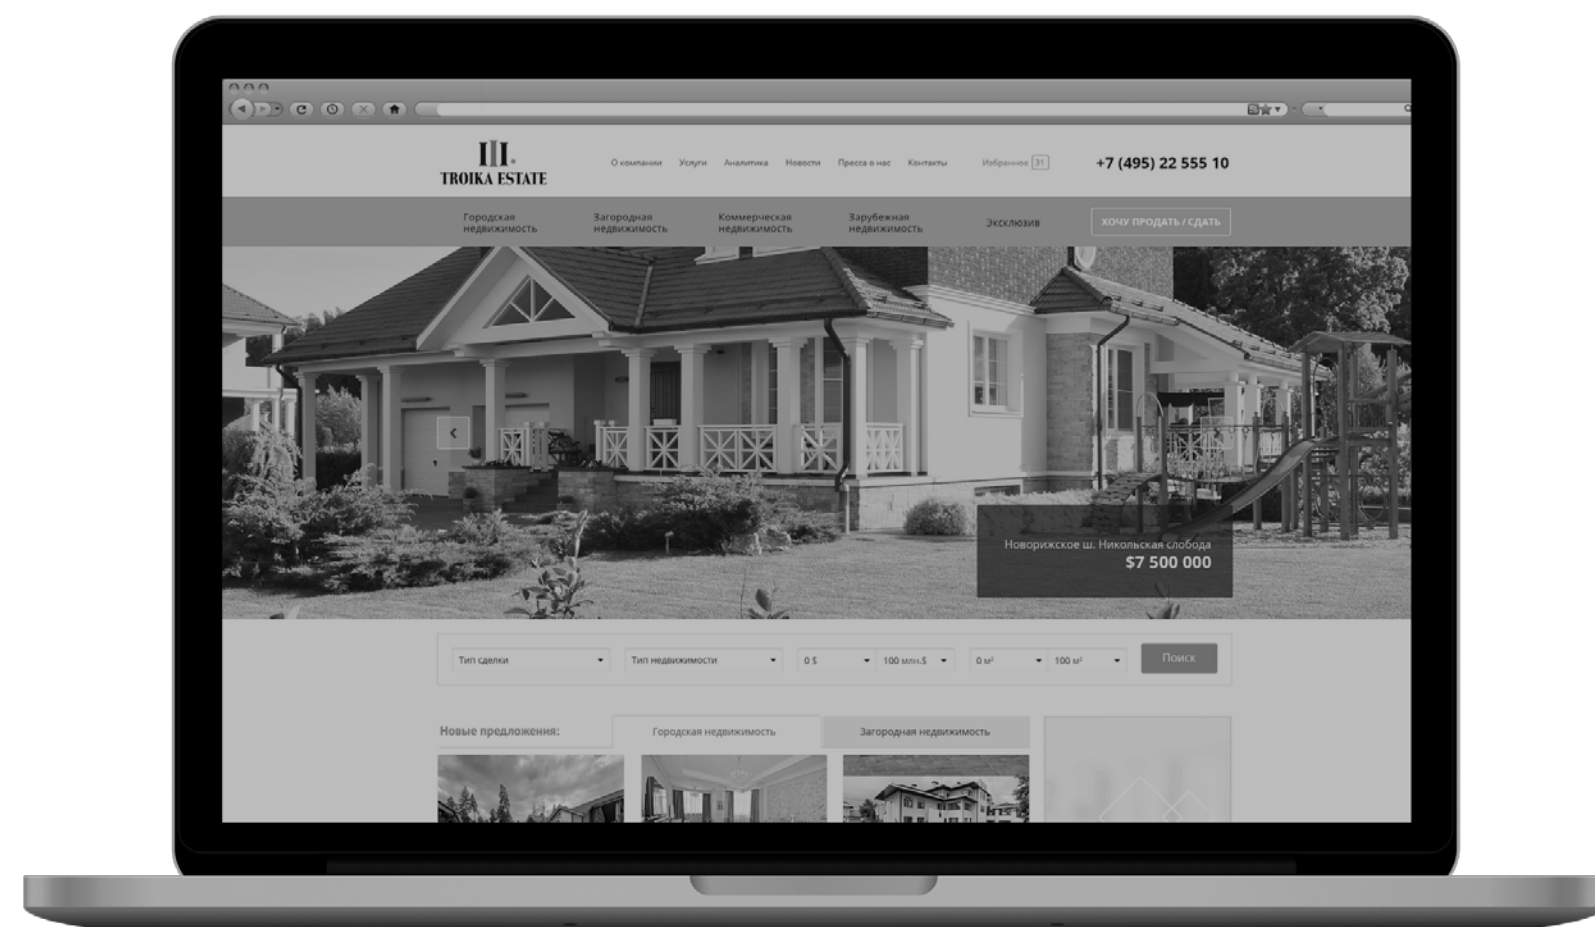 III.
TROIKA ESTATE
О компании Услуги Аналитика Новости Пресса о нас Контакты Избранное 31 +7 (495) 22 555 10
Городская
недвижимость
Загородная
недвижимость
Коммерческая
недвижимость
Зарубежная
недвижимость
Эксклюзив
ХОЧУ ПРОДАТЬ / СДАТЬ
Новорижское ш. Никольская слобода
$7 500 000
Тип сделки Тип недвижимости 0 $ 100 млн.$ 0 м² 100 м² Поиск
Новые предложения: Городская недвижимость Загородная недвижимость